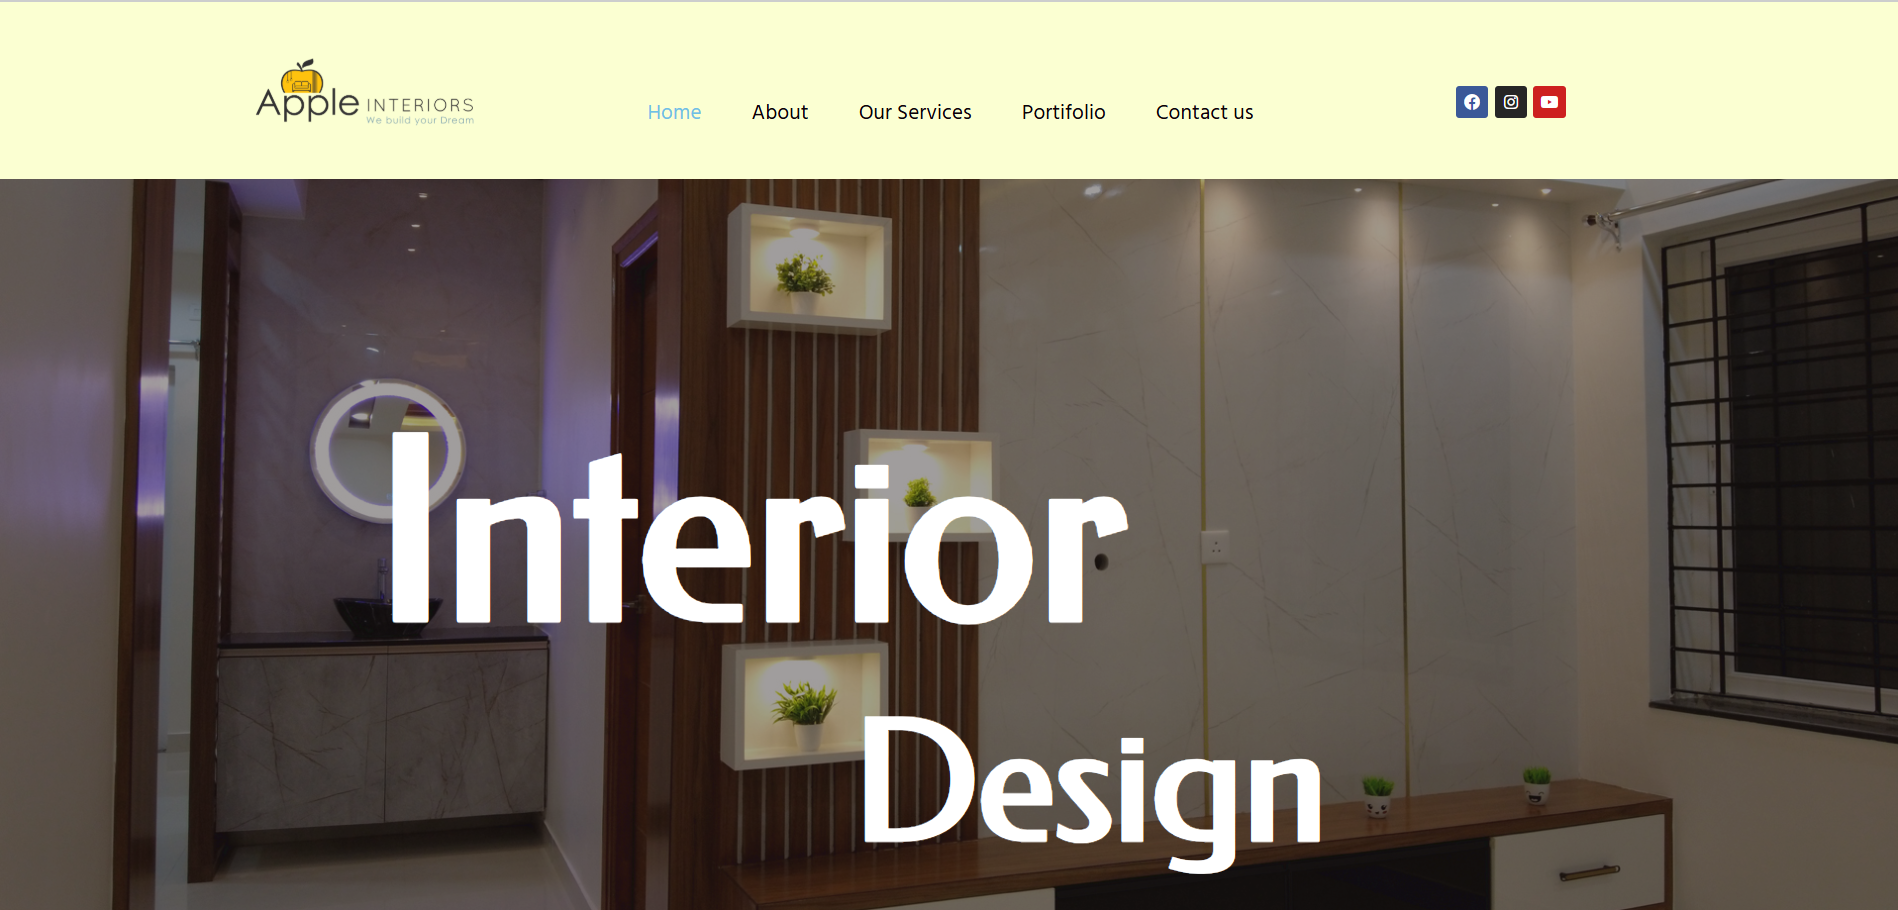 Apple INTERIORS
We build your Dream
Home
About
Our Services
Portifolio
Contact us
Interior
Design